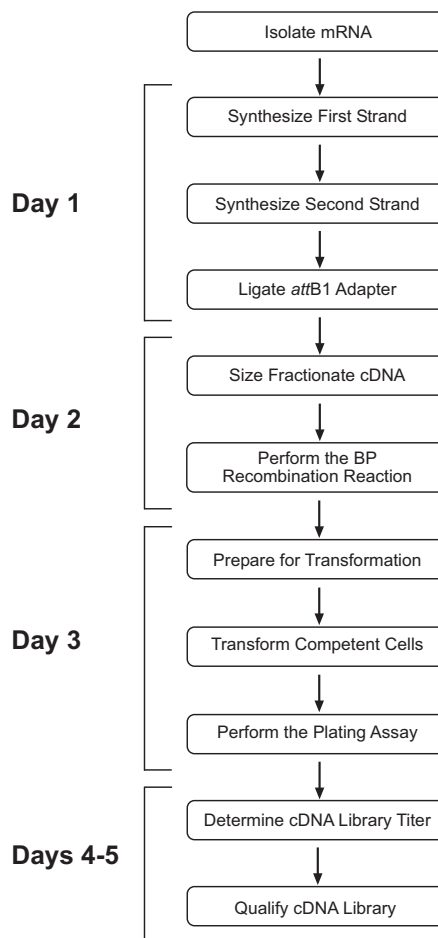 Isolate mRNA
Day 1
Synthesize First Strand
Synthesize Second Strand
Ligate attB1 Adapter
Day 2
Size Fractionate cDNA
Perform the BP
Recombination Reaction
Day 3
Prepare for Transformation
Transform Competent Cells
Perform the Plating Assay
Days 4-5
Determine cDNA Library Titer
Qualify cDNA Library